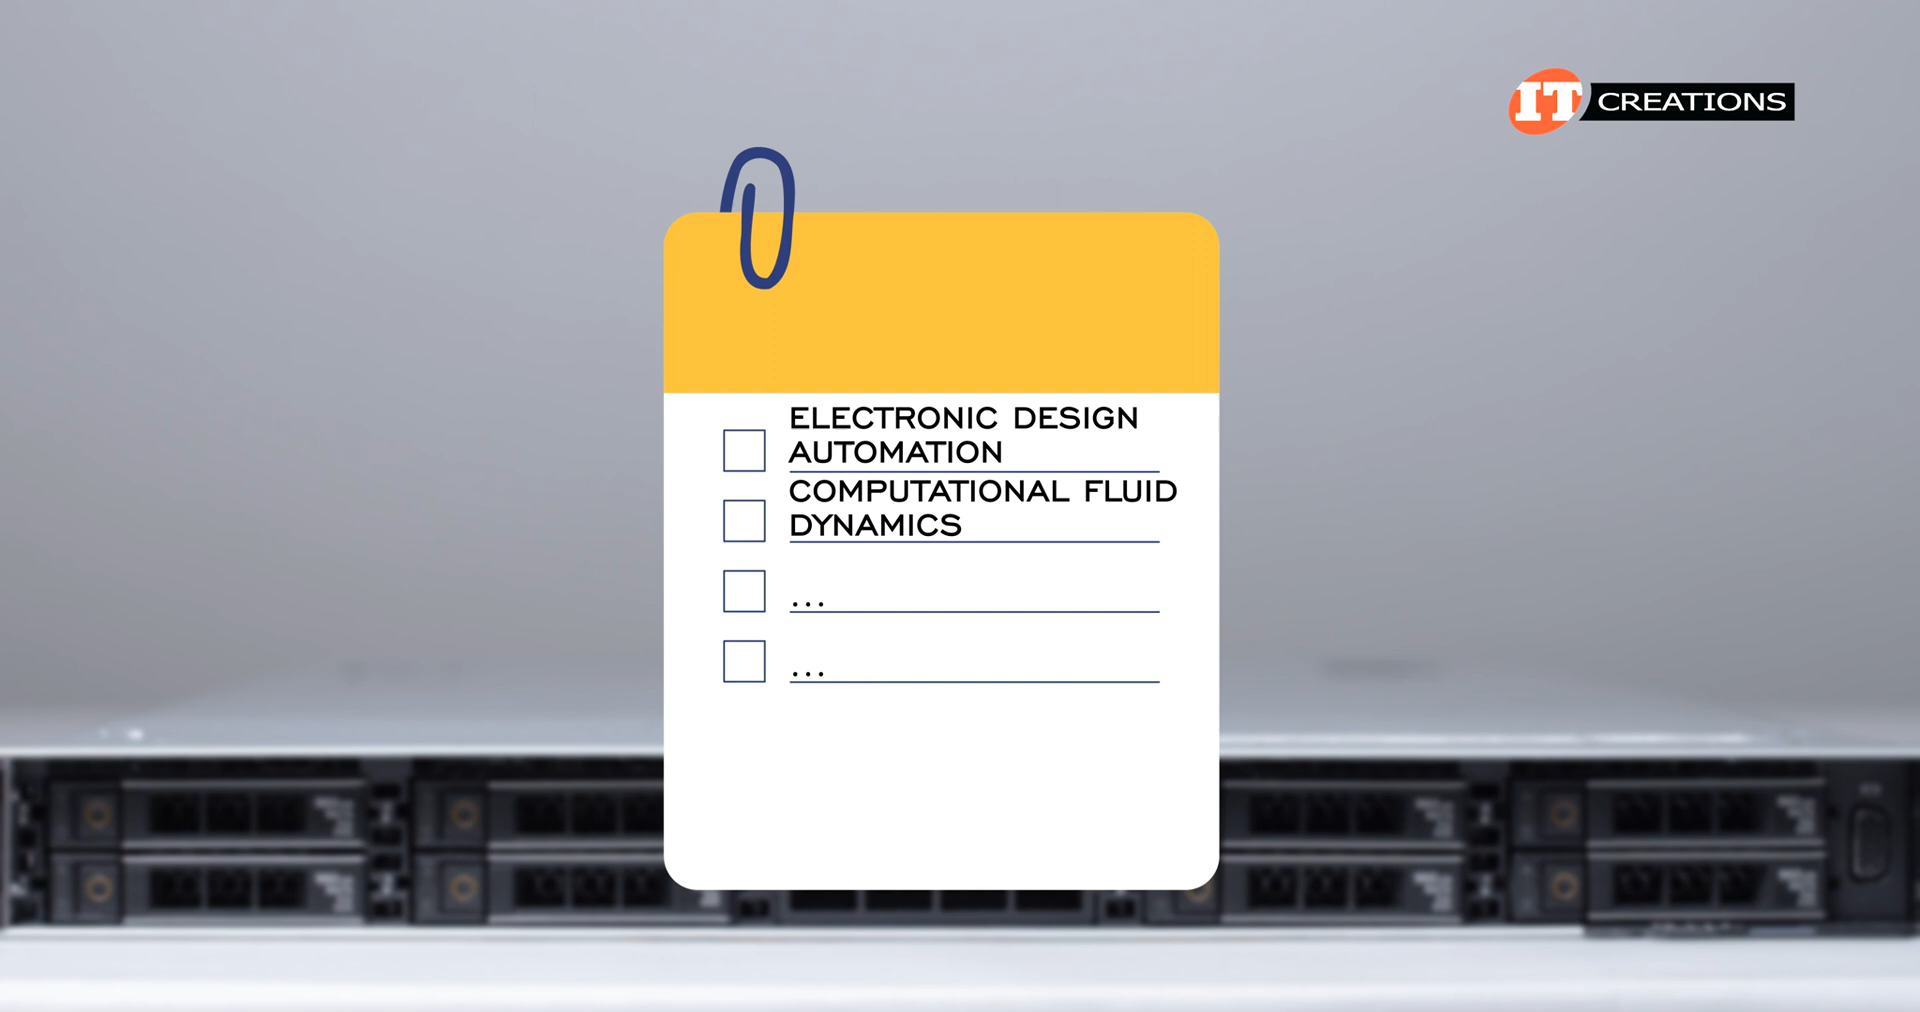 IT CREATIONS
ELECTRONIC DESIGN
AUTOMATION
COMPUTATIONAL FLUID
DYNAMICS
...
...